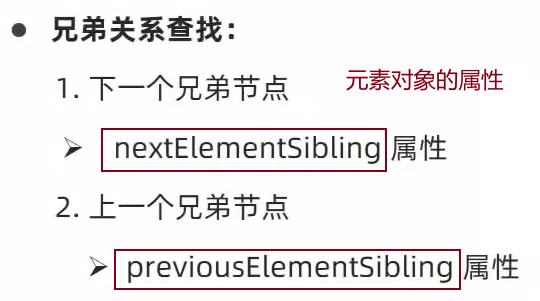 兄弟关系查找：
1. 下一个兄弟节点 元素对象的属性
nextElementSibling 属性
2. 上一个兄弟节点
previousElementSibling 属性